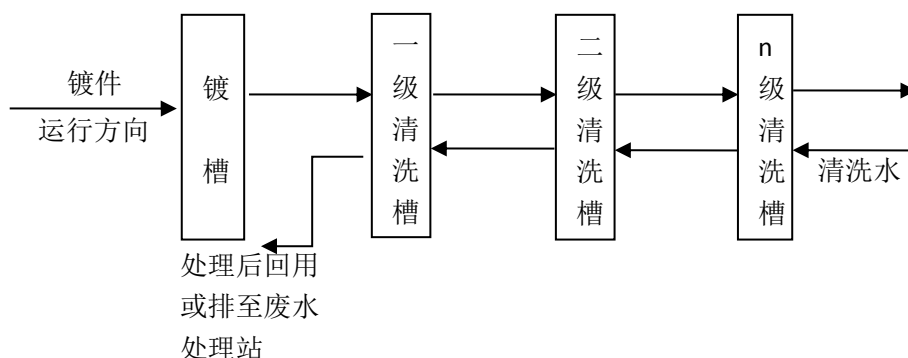 镀件
运行方向
镀槽
一级清洗槽
二级清洗槽
n级清洗槽
清洗水
处理后回用
或排至废水
处理站